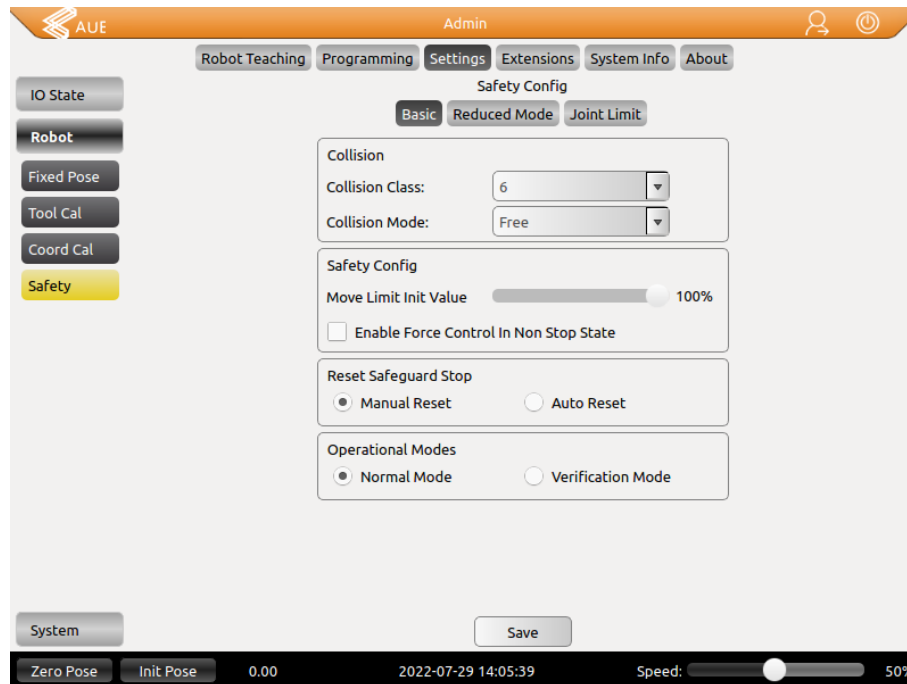 AUE
Admin
Robot Teaching Programming Settings Extensions System Info About
Safety Config
Basic Reduced Mode Joint Limit
IO State
Robot
Fixed Pose
Tool Cal
Coord Cal
Safety
Collision
Collision Class: 6
Collision Mode: Free
Safety Config
Move Limit Init Value 100%
Enable Force Control In Non Stop State
Reset Safeguard Stop
Manual Reset Auto Reset
Operational Modes
Normal Mode Verification Mode
System
Save
Zero Pose Init Pose 0.00 2022-07-29 14:05:39 Speed: 50%